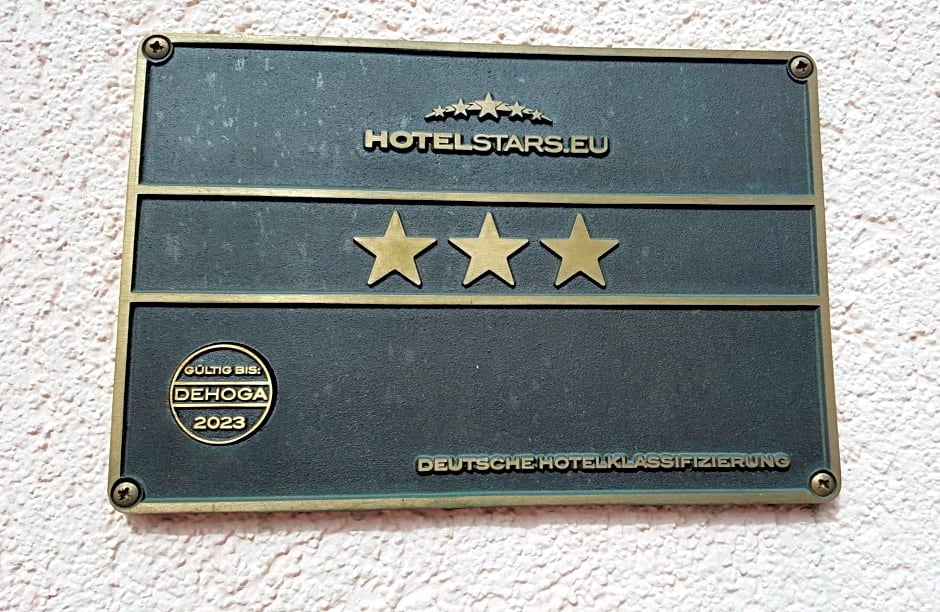 HOTELSTARS.EU
GÜLTIG BIS:
DEHOGA
2023
DEUTSCHE HOTELKLASSIFIZIERUNG